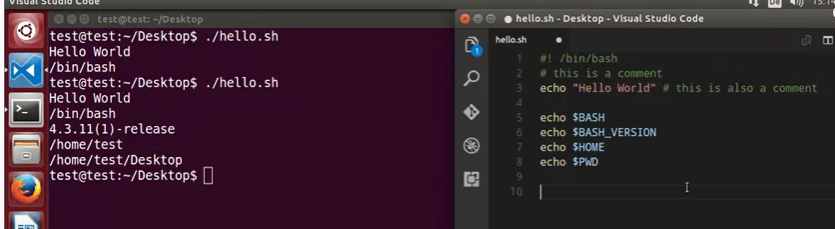 Visual Studio Code
15:14
test@test: ~/Desktop
test@test:~/Desktop$ ./hello.sh
Hello World
/bin/bash
test@test:~/Desktop$ ./hello.sh
Hello World
/bin/bash
4.3.11(1)-release
/home/test
/home/test/Desktop
test@test:~/Desktop$
● hello.sh - Desktop - Visual Studio Code
hello.sh
1
1 #! /bin/bash
2 # this is a comment
3 echo "Hello World" # this is also a comment
4
5 echo $BASH
6 echo $BASH_VERSION
7 echo $HOME
8 echo $PWD
9
10